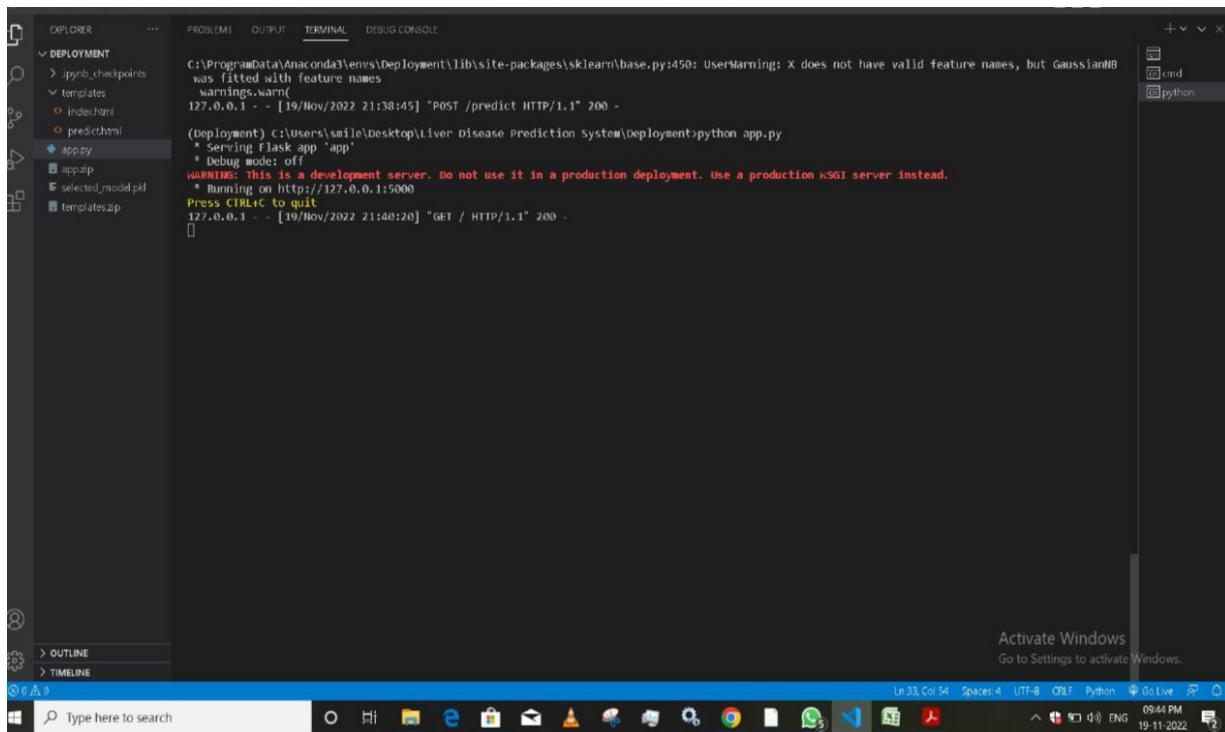 EXPLORER ...
PROBLEMS OUTPUT TERMINAL DEBUG CONSOLE
DEPLOYMENT
.ipynb_checkpoints
templates
index.html
predict.html
app.py
app.zip
selected_model.pkl
templates.zip
C:\ProgramData\Anaconda3\envs\Deployment\lib\site-packages\sklearn\base.py:450: UserWarning: X does not have valid feature names, but GaussianNB
was fitted with feature names
warnings.warn(
127.0.0.1 - - [19/Nov/2022 21:38:45] "POST /predict HTTP/1.1" 200 -
(Deployment) C:\Users\smile\Desktop\Liver Disease Prediction System\Deployment>python app.py
* Serving Flask app 'app'
* Debug mode: off
WARNING: This is a development server. Do not use it in a production deployment. Use a production WSGI server instead.
* Running on http://127.0.0.1:5000
Press CTRL+C to quit
127.0.0.1 - - [19/Nov/2022 21:40:20] "GET / HTTP/1.1" 200 -
cmd
python
Activate Windows
Go to Settings to activate Windows.
OUTLINE
TIMELINE
0 0
Ln 33, Col 54 Spaces: 4 UTF-8 CRLF Python Go Live
Type here to search
ENG
09:44 PM
19-11-2022
5
2